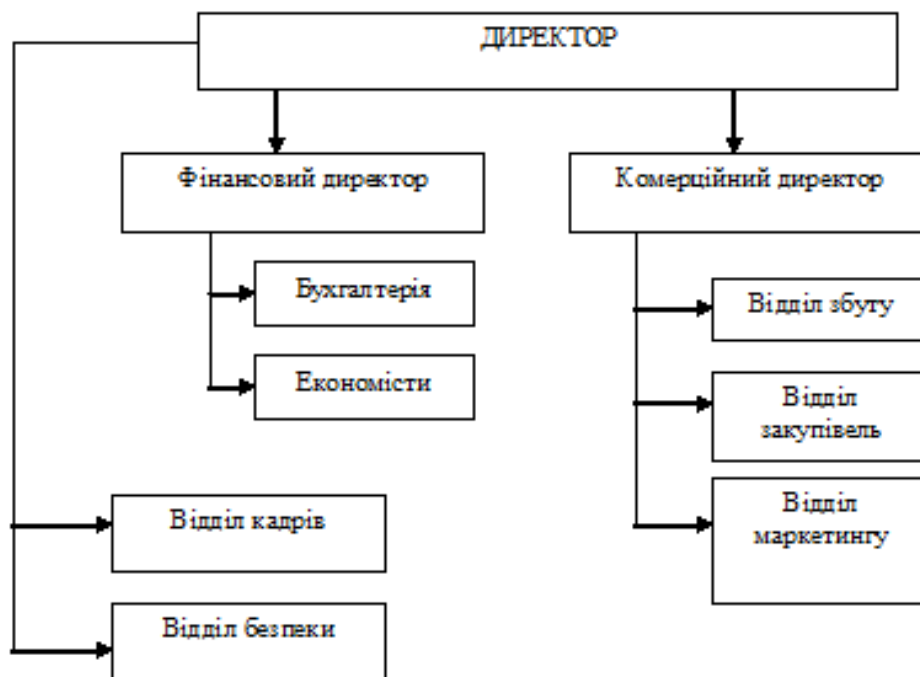 ДИРЕКТОР
Фінансовий директор
Комерційний директор
Бухгалтерія
Відділ збуту
Економісти
Відділ
закупівель
Відділ кадрів
Відділ
маркетингу
Відділ безпеки